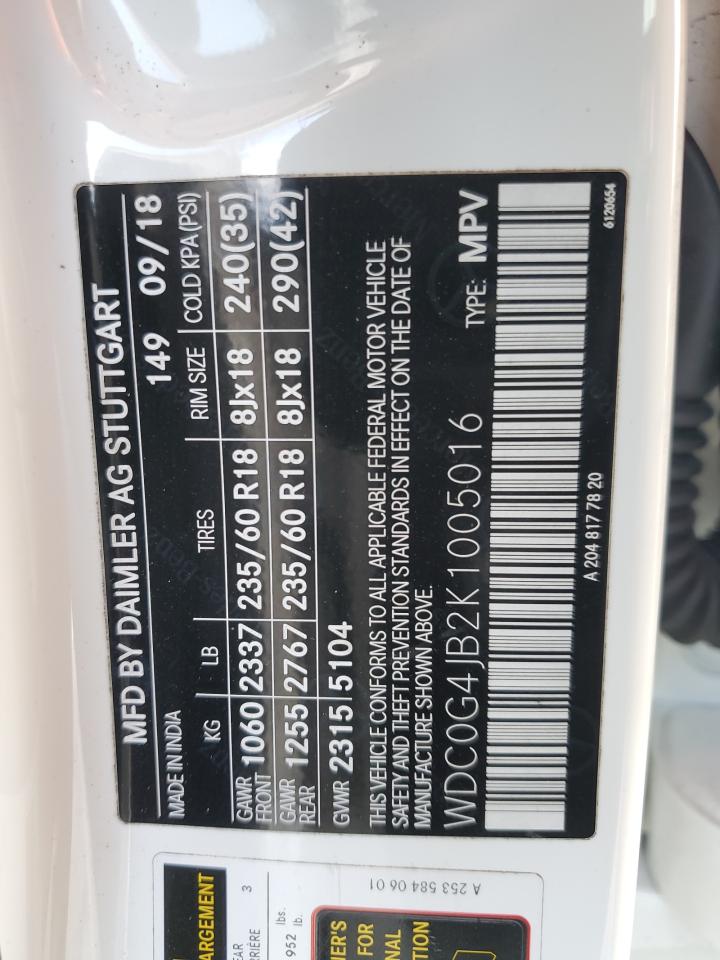 MFD BY DAIMLER AG STUTTGART
MADE IN INDIA 149 09/18
KG LB TIRES RIM SIZE COLD KPA (PSI)
GAWR FRONT 1060 2337 235/60 R18 8Jx18 240(35)
GAWR REAR 1255 2767 235/60 R18 8Jx18 290(42)
GVWR 2315 5104
THIS VEHICLE CONFORMS TO ALL APPLICABLE FEDERAL MOTOR VEHICLE
SAFETY AND THEFT PREVENTION STANDARDS IN EFFECT ON THE DATE OF
MANUFACTURE SHOWN ABOVE.
WDC0G4JB2K1005016 TYPE: MPV
A 204 817 78 20 6120654
ARGEMENT
3
952 lbs.
lb.
A 253 584 06 01
FOR